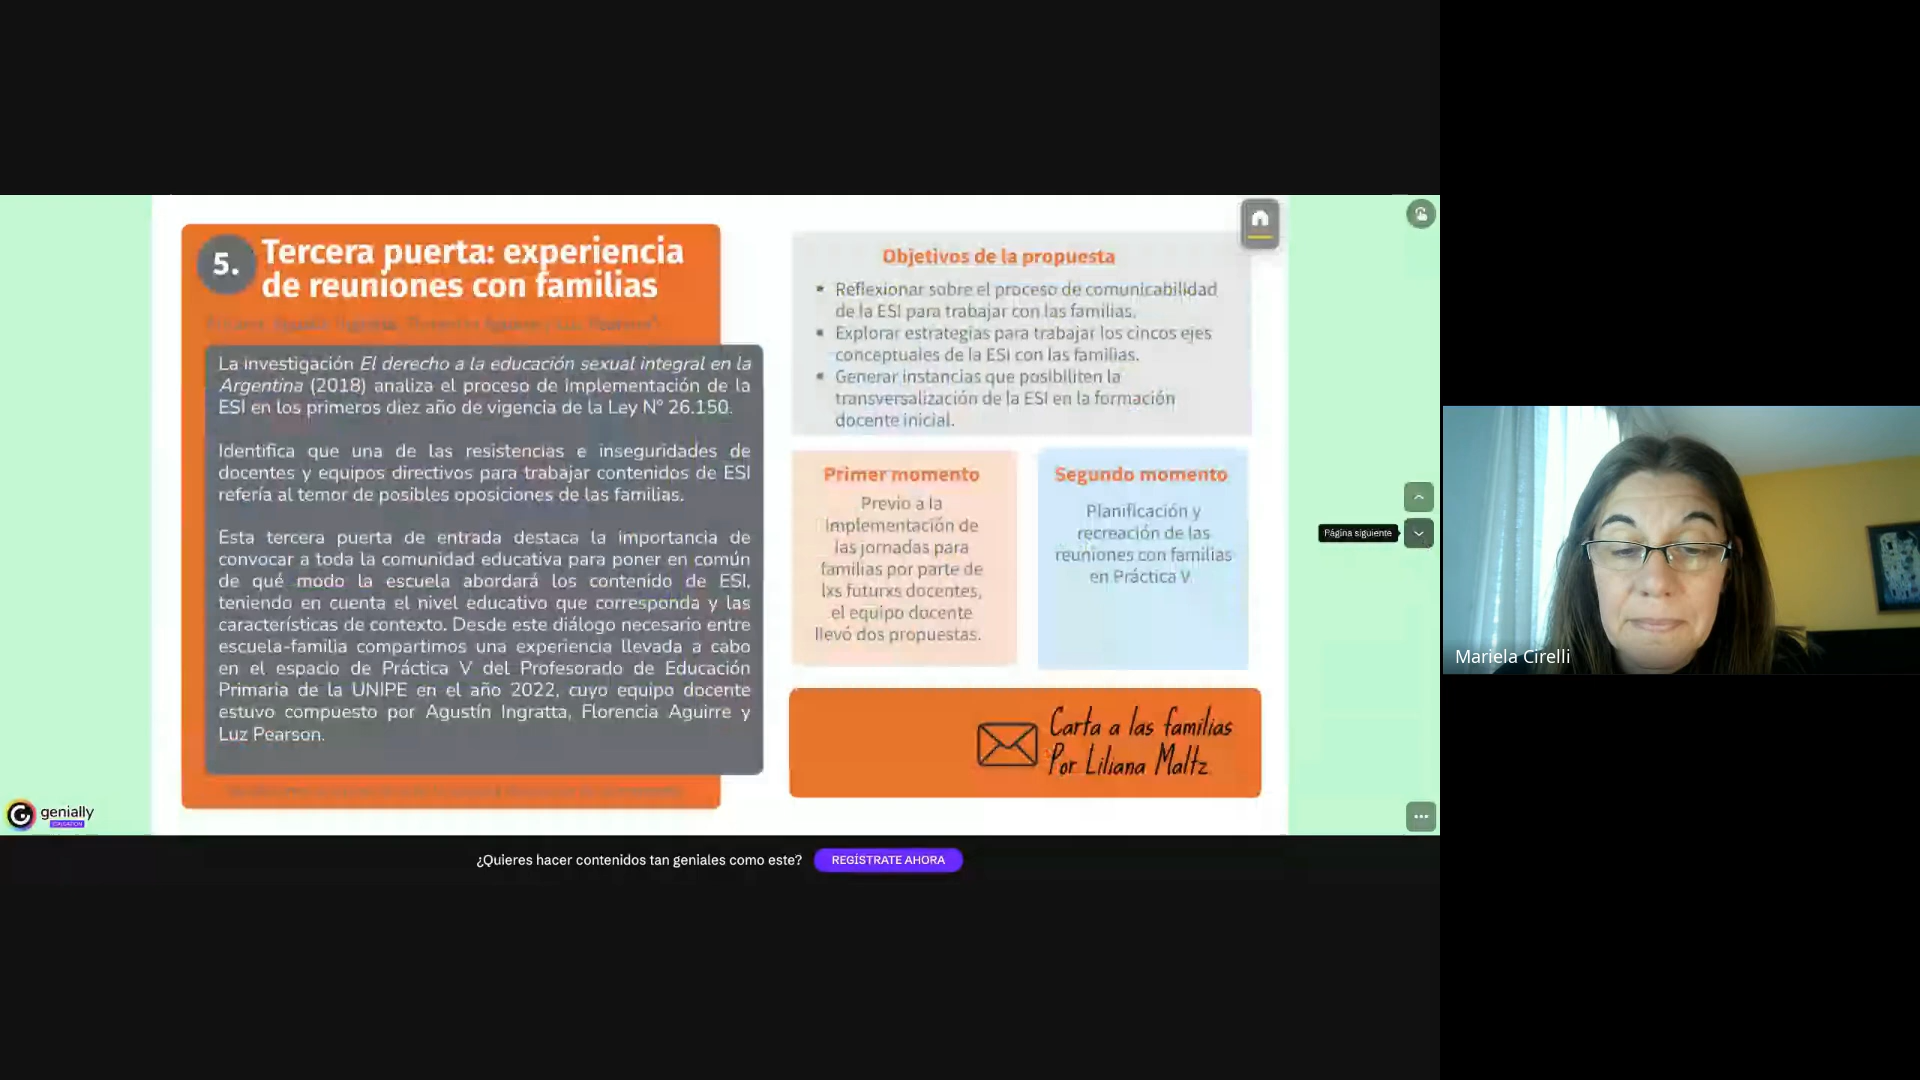 5.
Tercera puerta: experiencia
de reuniones con familias
La investigación El derecho a la educación sexual integral en la
Argentina (2018) analiza el proceso de implementación de la
ESI en los primeros diez año de vigencia de la Ley N° 26.150.
Identifica que una de las resistencias e inseguridades de
docentes y equipos directivos para trabajar contenidos de ESI
refería al temor de posibles oposiciones de las familias.
Esta tercera puerta de entrada destaca la importancia de
convocar a toda la comunidad educativa para poner en común
de qué modo la escuela abordará los contenido de ESI,
teniendo en cuenta el nivel educativo que corresponda y las
características de contexto. Desde este diálogo necesario entre
escuela-familia compartimos una experiencia llevada a cabo
en el espacio de Práctica V del Profesorado de Educación
Primaria de la UNIPE en el año 2022, cuyo equipo docente
estuvo compuesto por Agustín Ingratta, Florencia Aguirre y
Luz Pearson.
Objetivos de la propuesta
▪ Reflexionar sobre el proceso de comunicabilidad
de la ESI para trabajar con las familias.
▪ Explorar estrategias para trabajar los cincos ejes
conceptuales de la ESI con las familias.
▪ Generar instancias que posibiliten la
transversalización de la ESI en la formación
docente inicial.
Primer momento
Previo a la
implementación de
las jornadas para
familias por parte de
lxs futurxs docentes,
el equipo docente
llevó dos propuestas.
Segundo momento
Planificación y
recreación de las
reuniones con familias
en Práctica V
Carta a las familias
Por Liliana Maltz
Página siguiente
genially
EDUCATION
¿Quieres hacer contenidos tan geniales como este?
REGÍSTRATE AHORA
Mariela Cirelli